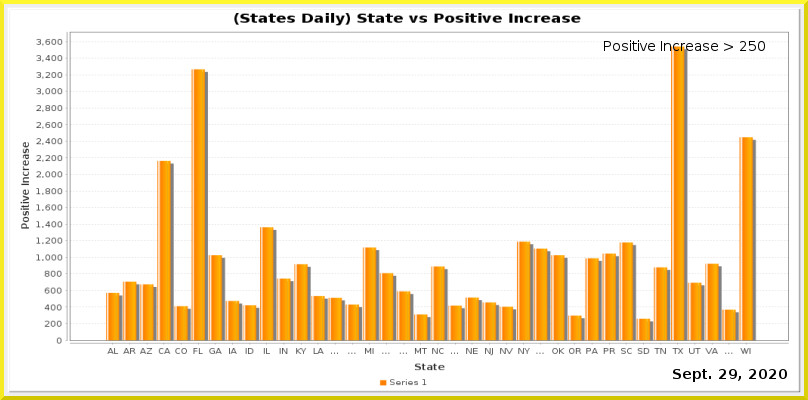 (States Daily) State vs Positive Increase
Positive Increase > 250
Positive Increase
3,600
3,400
3,200
3,000
2,800
2,600
2,400
2,200
2,000
1,800
1,600
1,400
1,200
1,000
800
600
400
200
0
AL AR AZ CA CO FL GA IA ID IL IN KY LA ... ... MI ... ... MT NC ... NE NJ NV NY ... OK OR PA PR SC SD TN TX UT VA ... WI
State
Sept. 29, 2020
Series 1